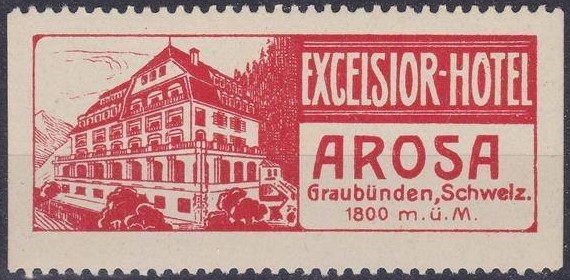 EXCELSIOR-HOTEL
AROSA
Graubünden, Schweiz.
1800 m.ü.M.